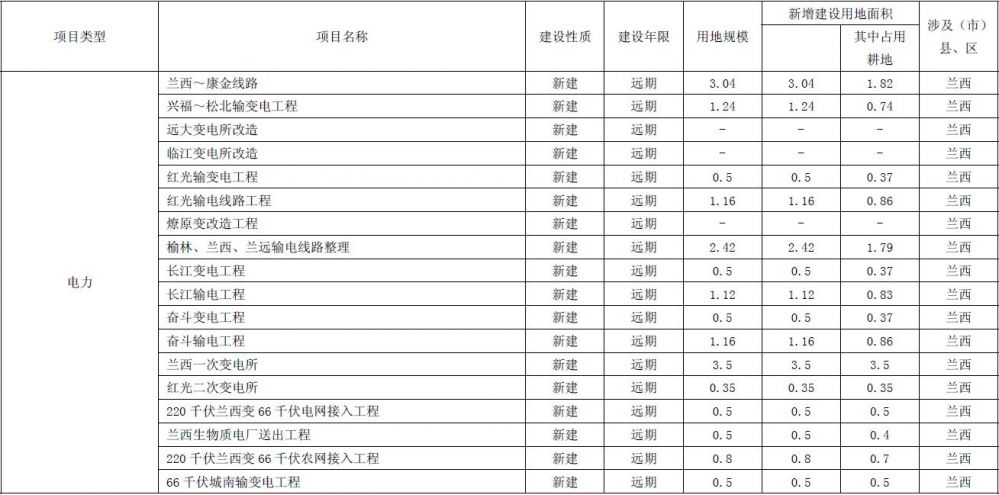 项目类型 项目名称 建设性质 建设年限 用地规模 新增建设用地面积 涉及（市）县、区
其中占用耕地
电力
兰西～康金线路 新建 远期 3.04 3.04 1.82 兰西
兴福～松北输变电工程 新建 远期 1.24 1.24 0.74 兰西
远大变电所改造 新建 远期 - - - 兰西
临江变电所改造 新建 远期 - - - 兰西
红光输变电工程 新建 远期 0.5 0.5 0.37 兰西
红光输电线路工程 新建 远期 1.16 1.16 0.86 兰西
燎原变改造工程 新建 远期 - - - 兰西
榆林、兰西、兰远输电线路整理 新建 远期 2.42 2.42 1.79 兰西
长江变电工程 新建 远期 0.5 0.5 0.37 兰西
长江输电工程 新建 远期 1.12 1.12 0.83 兰西
奋斗变电工程 新建 远期 0.5 0.5 0.37 兰西
奋斗输电工程 新建 远期 1.16 1.16 0.86 兰西
兰西一次变电所 新建 远期 3.5 3.5 3.5 兰西
红光二次变电所 新建 远期 0.35 0.35 0.35 兰西
220 千伏兰西变 66 千伏电网接入工程 新建 远期 0.5 0.5 0.5 兰西
兰西生物质电厂送出工程 新建 远期 0.5 0.5 0.4 兰西
220 千伏兰西变 66 千伏农网接入工程 新建 远期 0.8 0.8 0.7 兰西
66 千伏城南输变电工程 新建 远期 0.5 0.5 0.5 兰西